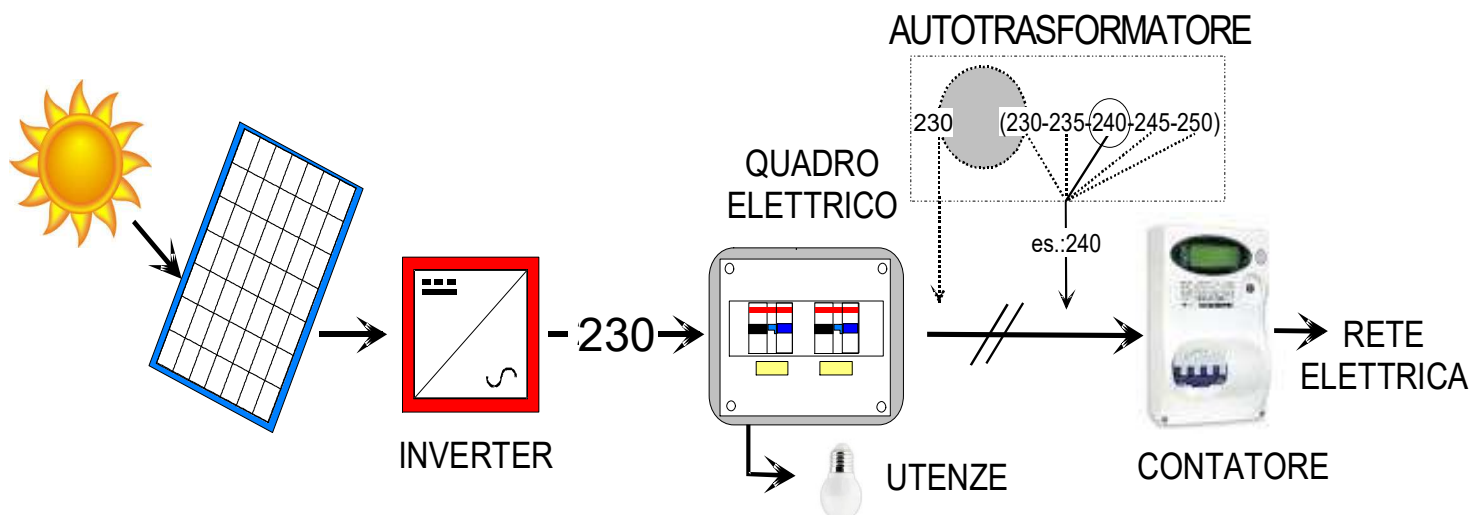 AUTOTRASFORMATORE
230 (230-235-240-245-250)
QUADRO
ELETTRICO
es.:240
230
RETE
ELETTRICA
INVERTER
UTENZE
CONTATORE